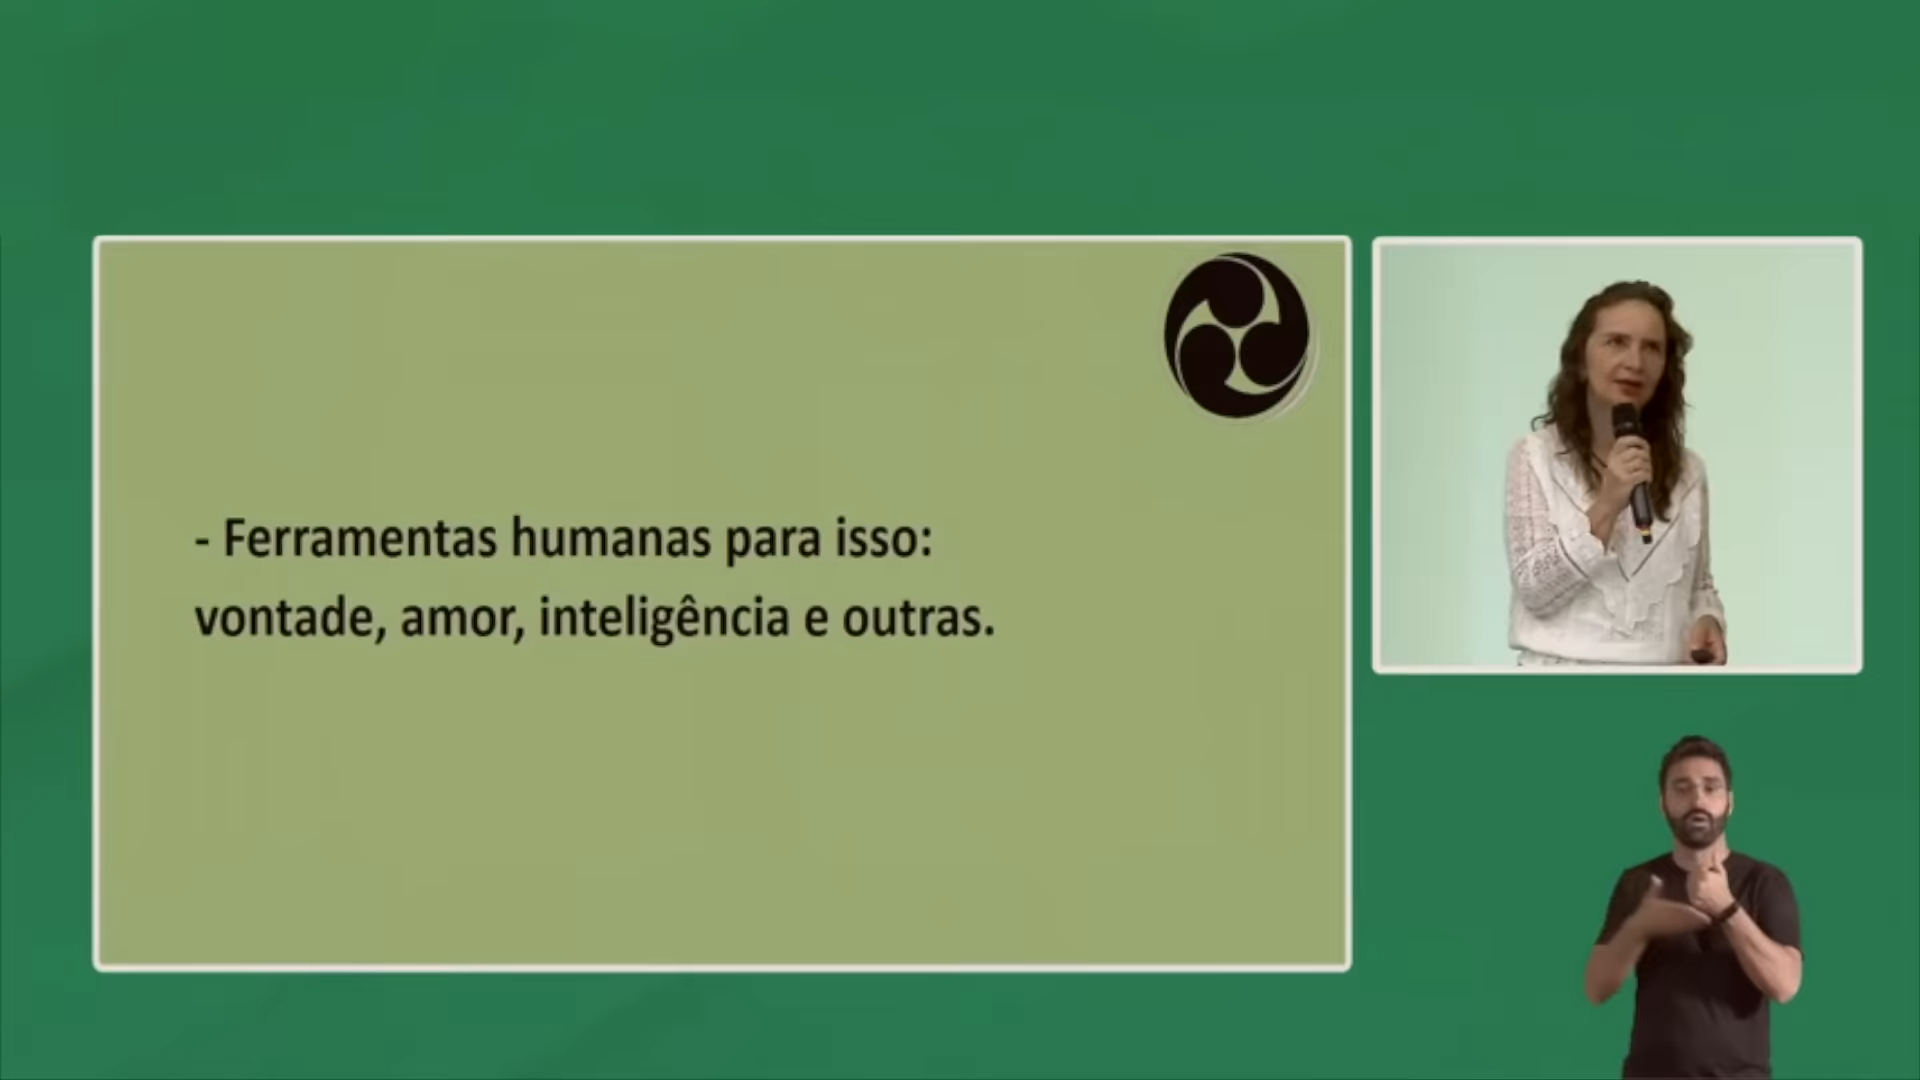 - Ferramentas humanas para isso:
vontade, amor, inteligência e outras.